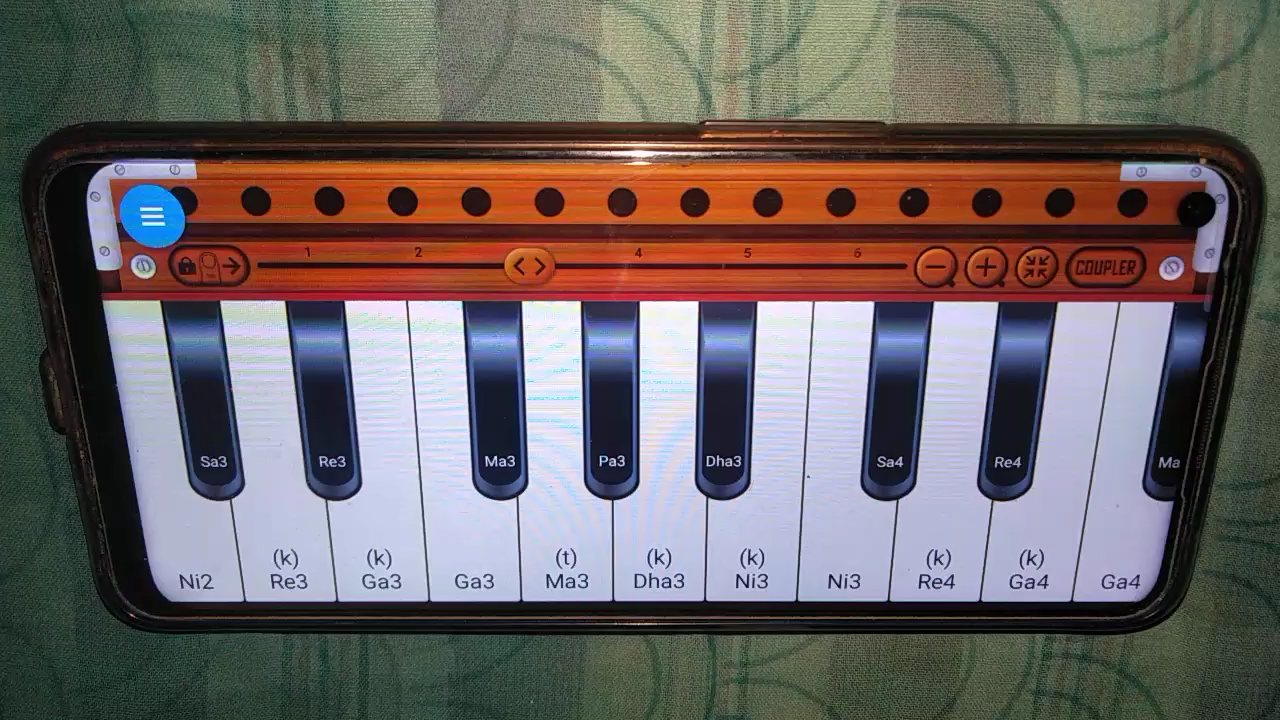 1 2 4 5 6
COUPLER
Sa3 Re3 Ma3 Pa3 Dha3 Sa4 Re4 Ma
(k) (k) (t) (k) (k) (k) (k)
Ni2 Re3 Ga3 Ga3 Ma3 Dha3 Ni3 Ni3 Re4 Ga4 Ga4